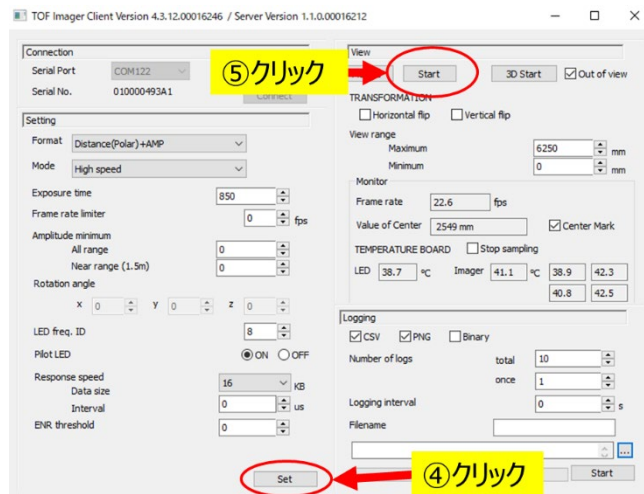 TOF Imager Client Version 4.3.12.00016246 / Server Version 1.1.0.00016212
Connection
Serial Port COM122
Serial No. 010000493A1
Connect
Setting
Format Distance(Polar)+AMP
Mode High speed
Exposure time 850
Frame rate limiter 0 fps
Amplitude minimum
All range 0
Near range (1.5m) 0
Rotation angle
x 0 y 0 z 0
LED freq. ID 8
Pilot LED ON OFF
Response speed
Data size 16 KB
Interval 0 us
ENR threshold 0
Set
⑤クリック
View
Start 3D Start Out of view
TRANSFORMATION
Horizontal flip Vertical flip
View range
Maximum 6250 mm
Minimum 0 mm
Monitor
Frame rate 22.6 fps
Value of Center 2549 mm Center Mark
TEMPERATURE BOARD Stop sampling
LED 38.7 ℃ Imager 41.1 ℃ 38.9 42.3
40.8 42.5
Logging
CSV PNG Binary
Number of logs total 10
once 1
Logging interval 0 s
Filename
...
④クリック
Start